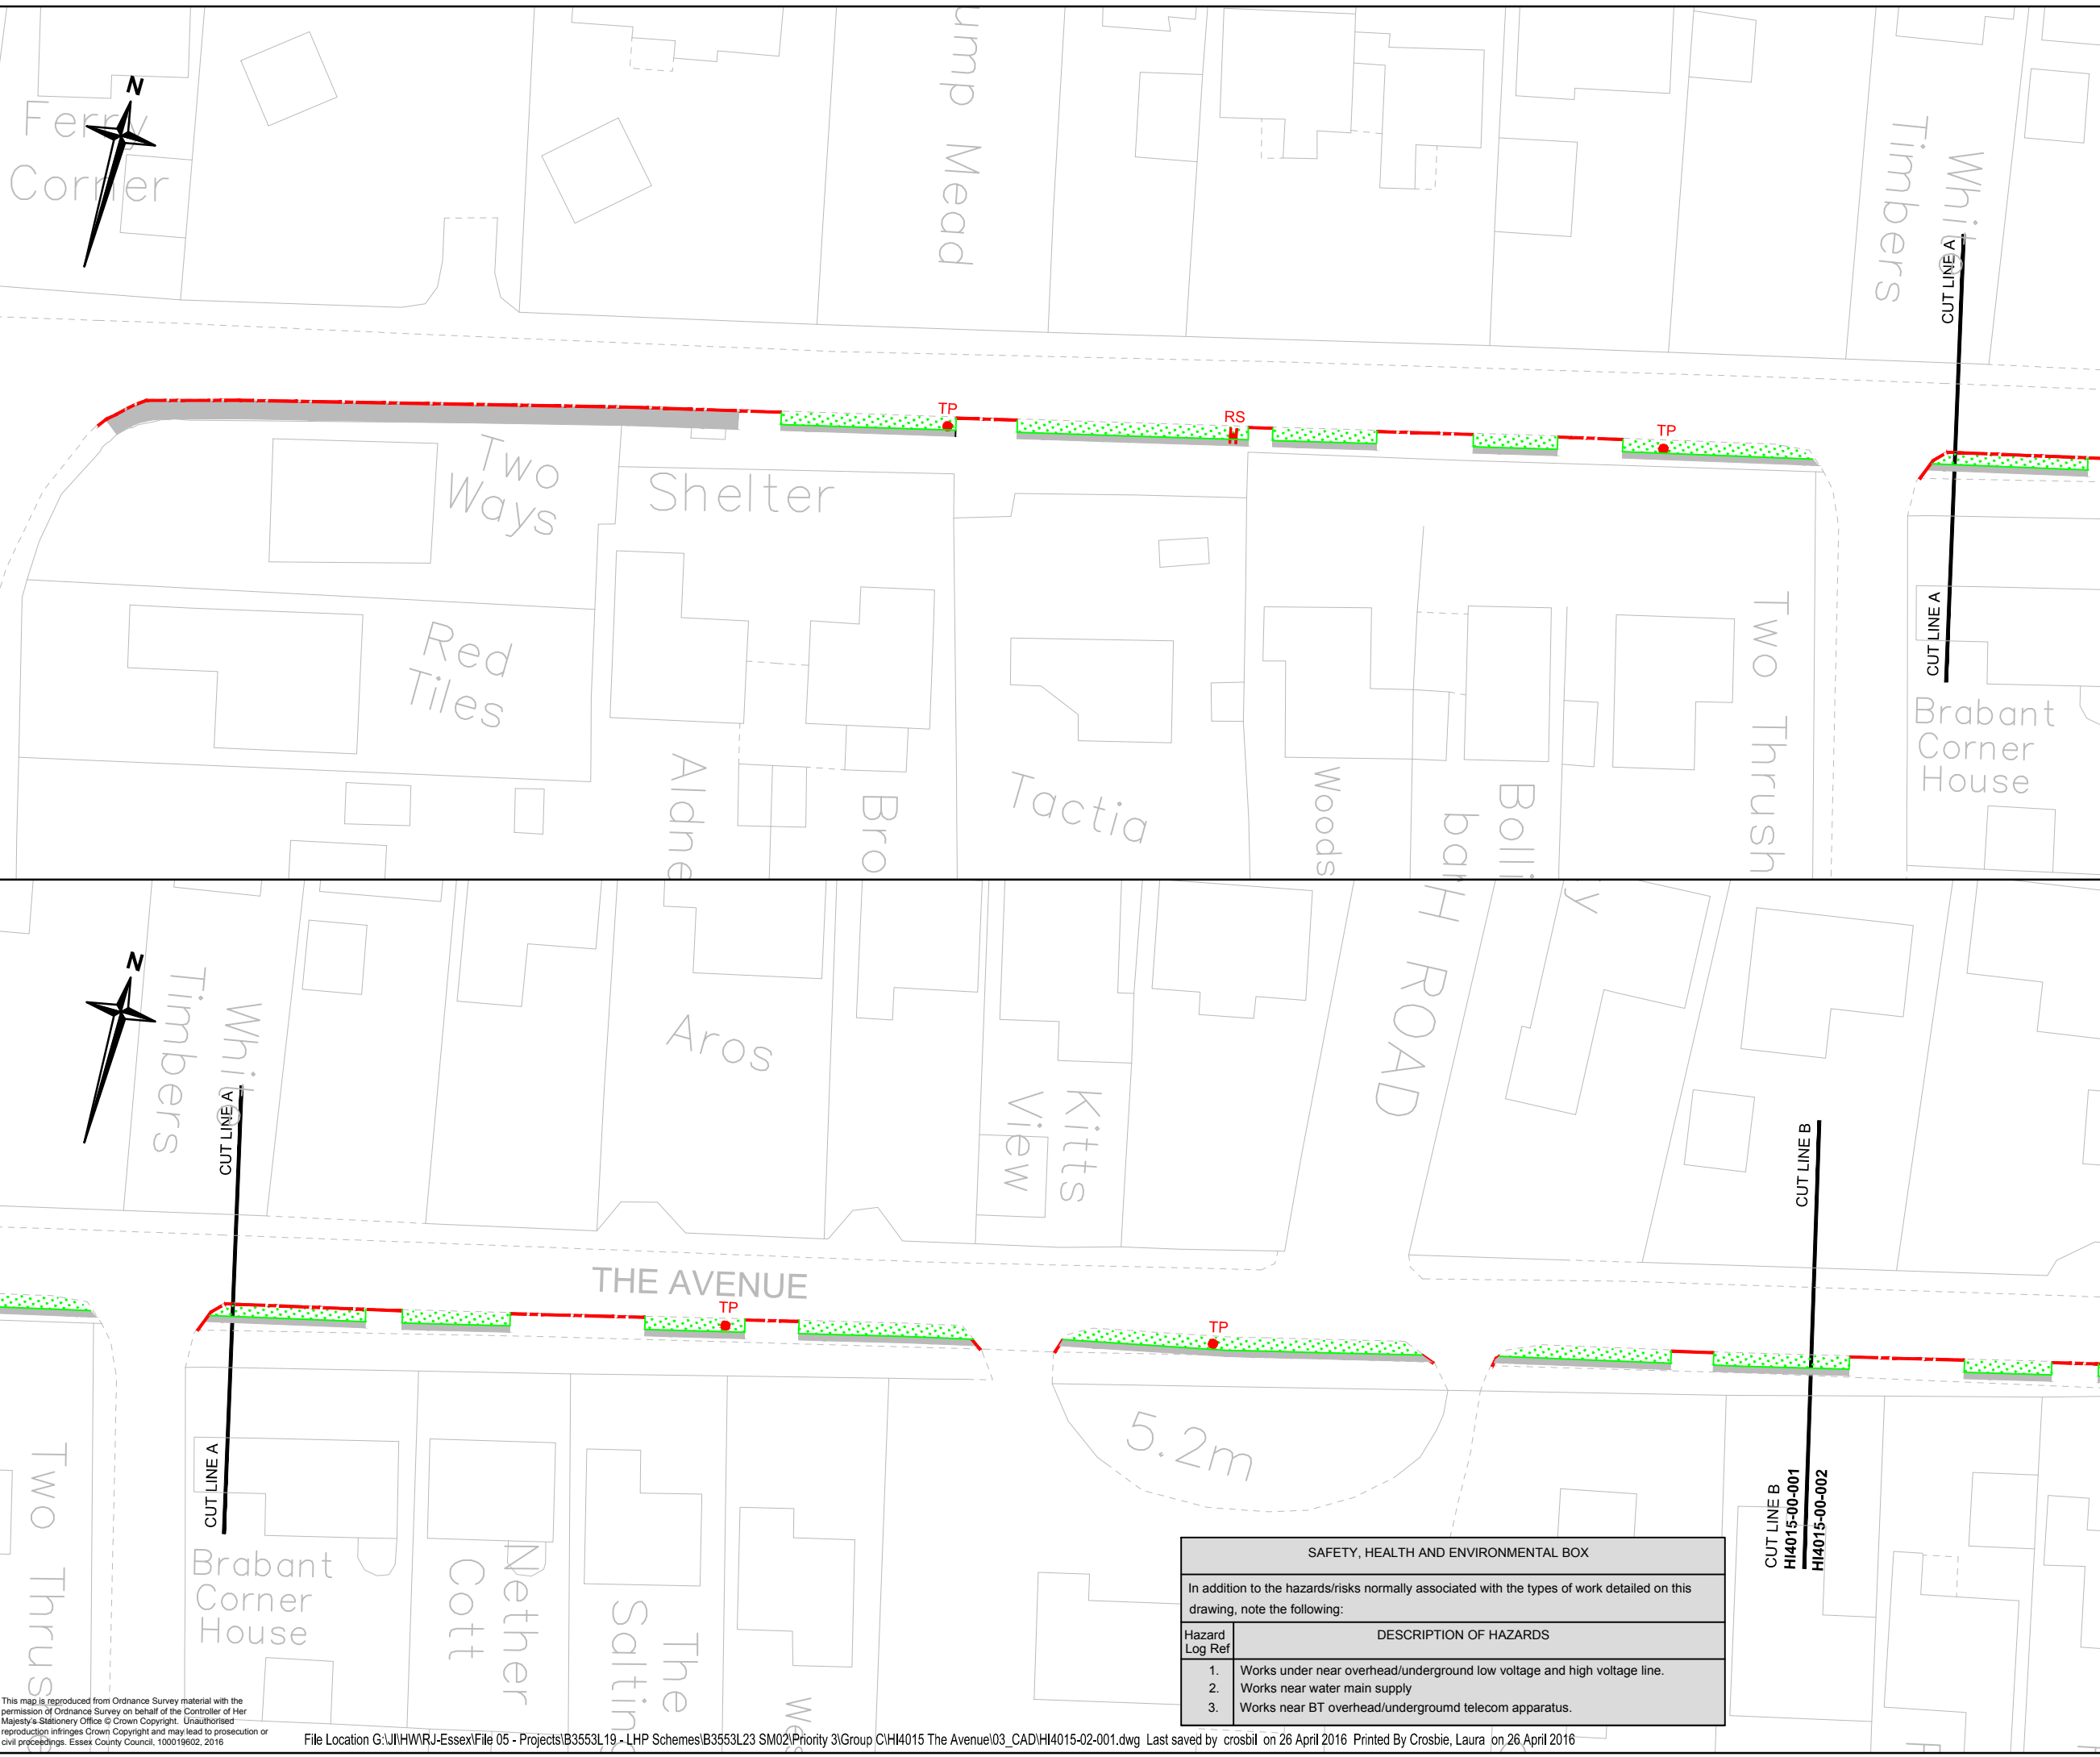 N
Ferry
Corner
ump Mead
White
Timbers
CUT LINE A
TP
RS
TP
Two
Ways
Shelter
Red
Tiles
CUT LINE A
Aldne
Bro
Tactia
Woods
Bolli
Two Thrush
Brabant
Corner
House
N
White
Timbers
CUT LINE A
Aros
Kitts
View
H ROAD
y
CUT LINE B
THE AVENUE
TP
TP
5.2m
CUT LINE A
Two Thrush
Brabant
Corner
House
Nether
Cott
The
Saltin
Wes
CUT LINE B
HI4015-00-001
HI4015-00-002
SAFETY, HEALTH AND ENVIRONMENTAL BOX
In addition to the hazards/risks normally associated with the types of work detailed on this
drawing, note the following:
Hazard
Log Ref
DESCRIPTION OF HAZARDS
1. Works under near overhead/underground low voltage and high voltage line.
2. Works near water main supply
3. Works near BT overhead/undergroumd telecom apparatus.
This map is reproduced from Ordnance Survey material with the
permission of Ordnance Survey on behalf of the Controller of Her
Majesty's Stationery Office © Crown Copyright. Unauthorised
reproduction infringes Crown Copyright and may lead to prosecution or
civil proceedings. Essex County Council, 100019602, 2016
File Location G:\JI\HW\RJ-Essex\File 05 - Projects\B3553L19 - LHP Schemes\B3553L23 SM02\Priority 3\Group C\HI4015 The Avenue\03_CAD\HI4015-02-001.dwg Last saved by crosbil on 26 April 2016 Printed By Crosbie, Laura on 26 April 2016